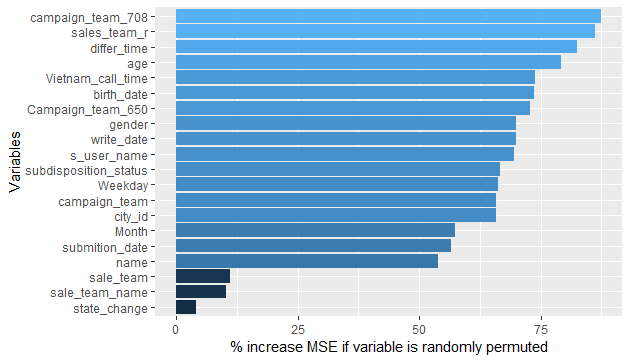 campaign_team_708
sales_team_r
differ_time
age
Vietnam_call_time
birth_date
Campaign_team_650
gender
write_date
s_user_name
subdisposition_status
Weekday
campaign_team
city_id
Month
submition_date
name
sale_team
sale_team_name
state_change
Variables
0 25 50 75
% increase MSE if variable is randomly permuted